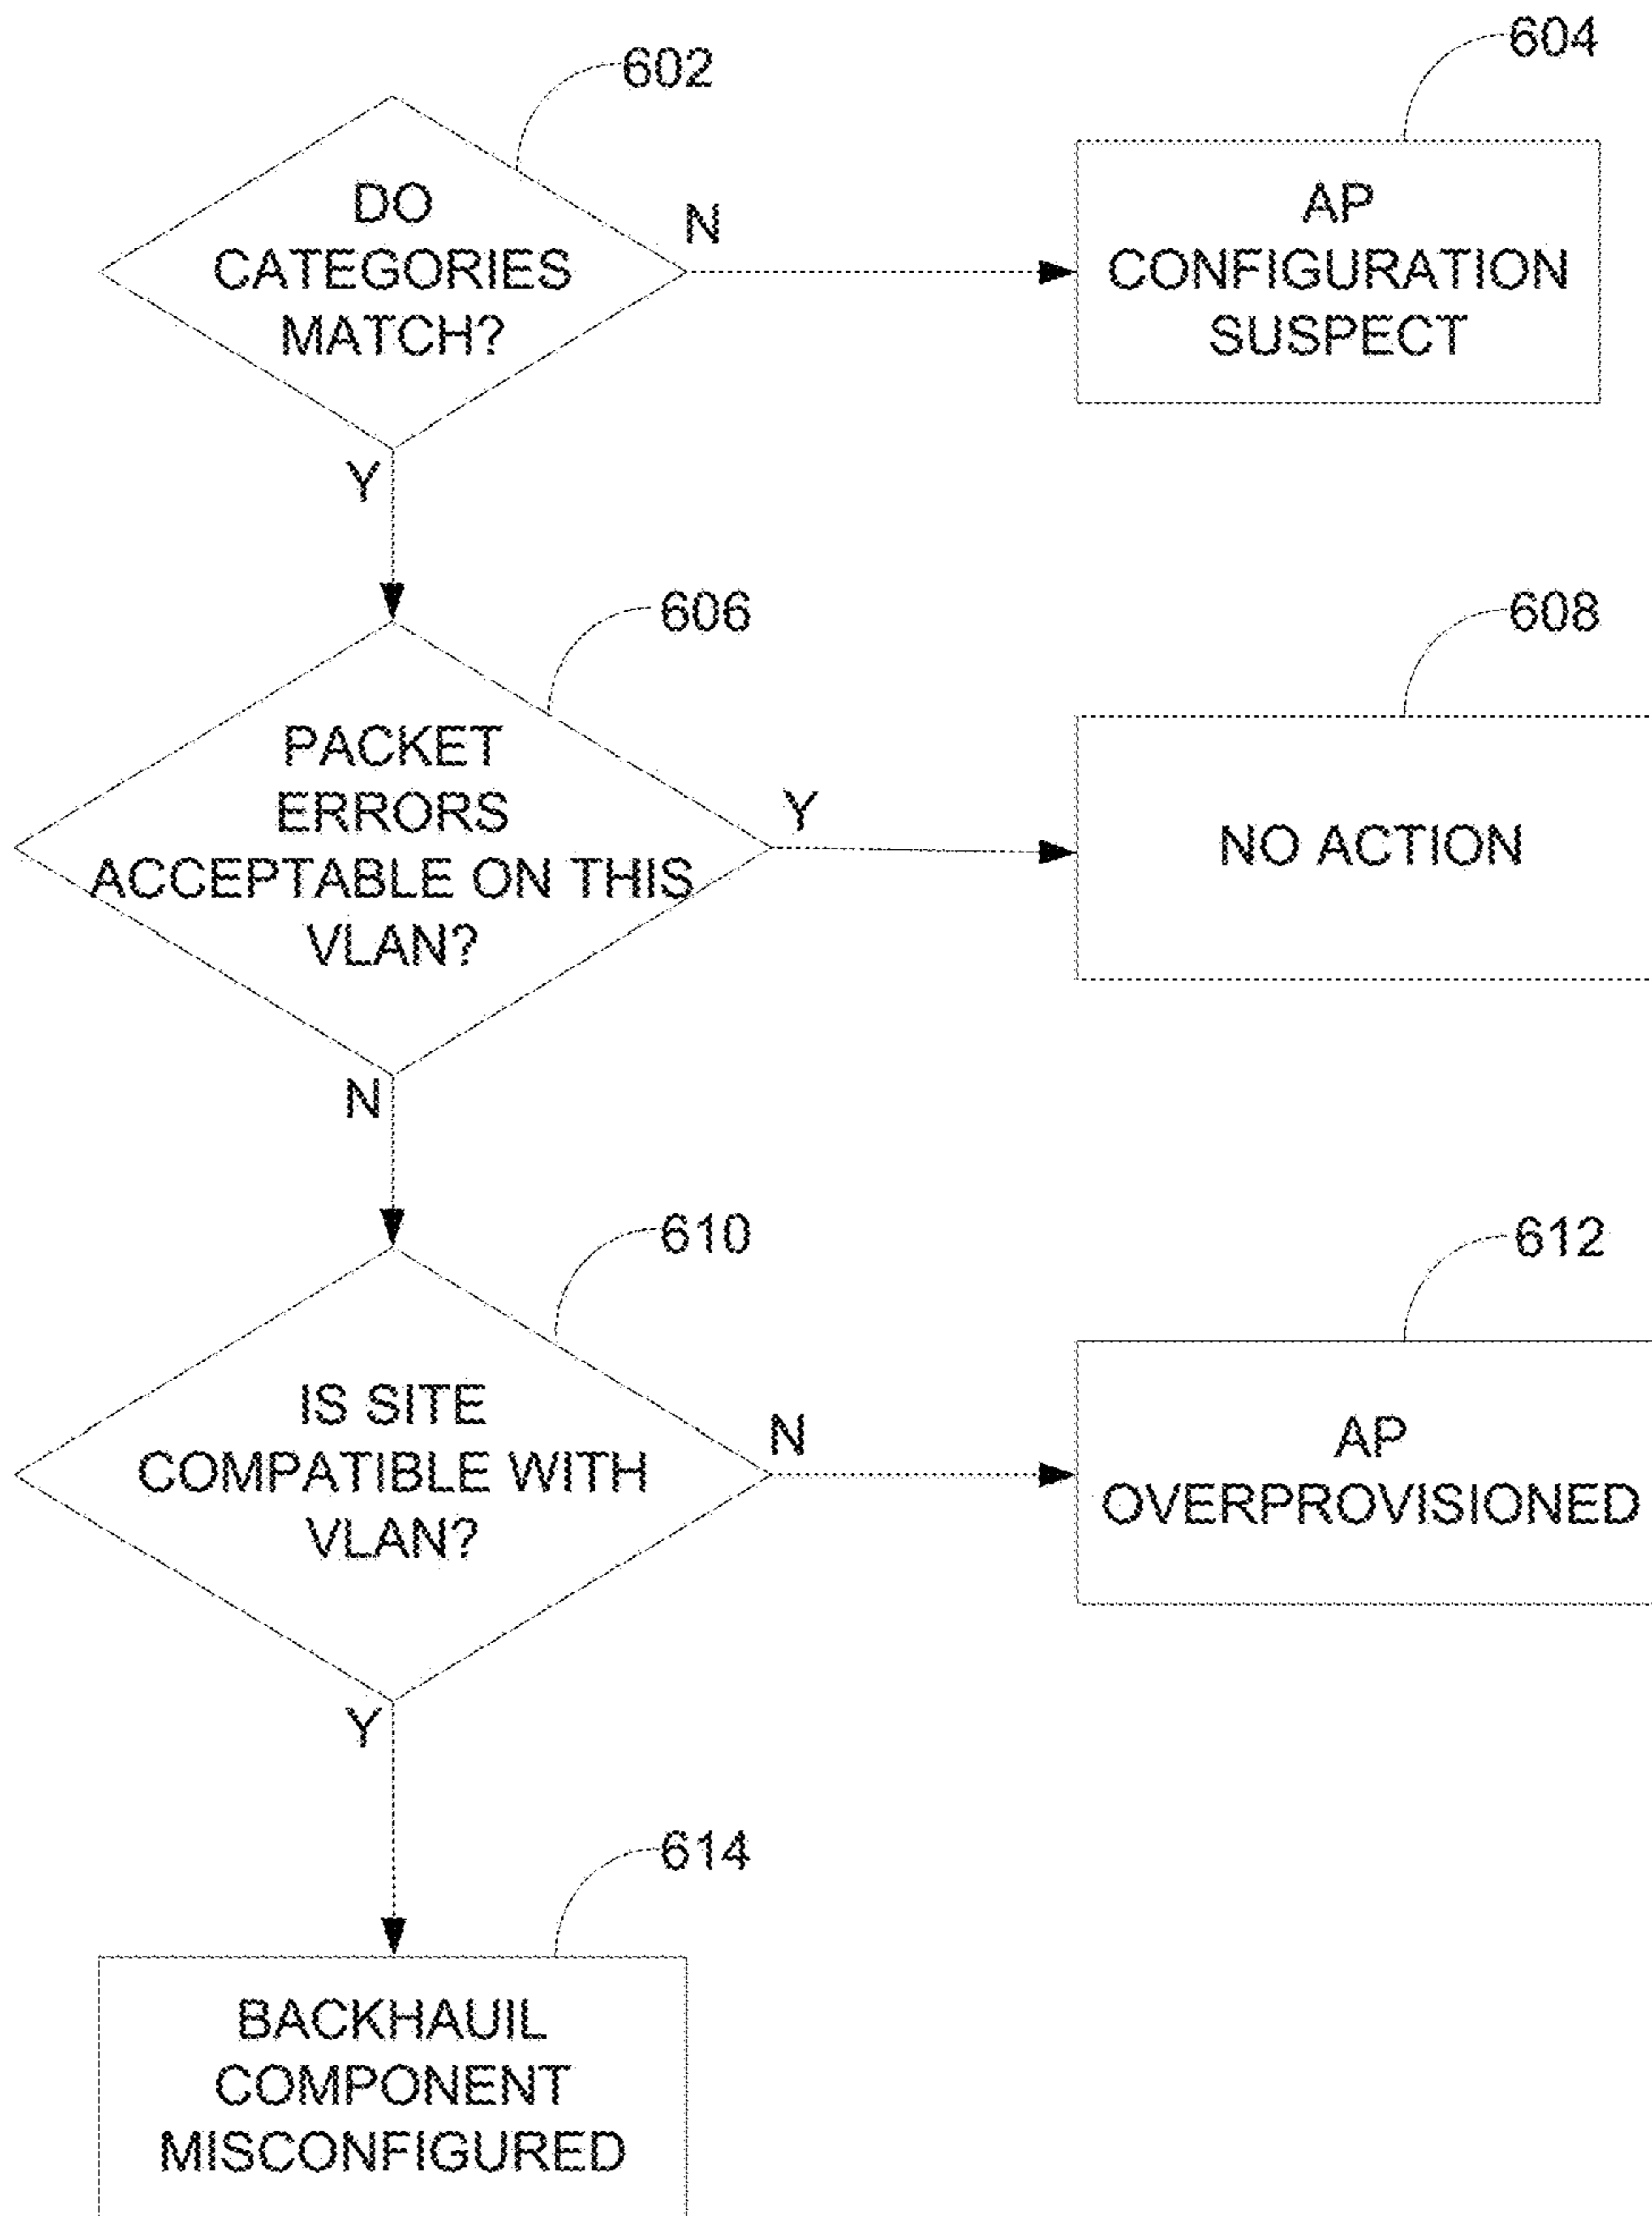 602
604
DO
CATEGORIES
MATCH?
N
AP
CONFIGURATION
SUSPECT
Y
606
608
PACKET
ERRORS
ACCEPTABLE ON THIS
VLAN?
Y
NO ACTION
N
610
612
IS SITE
COMPATIBLE WITH
VLAN?
N
AP
OVERPROVISIONED
Y
614
BACKHAUIL
COMPONENT
MISCONFIGURED